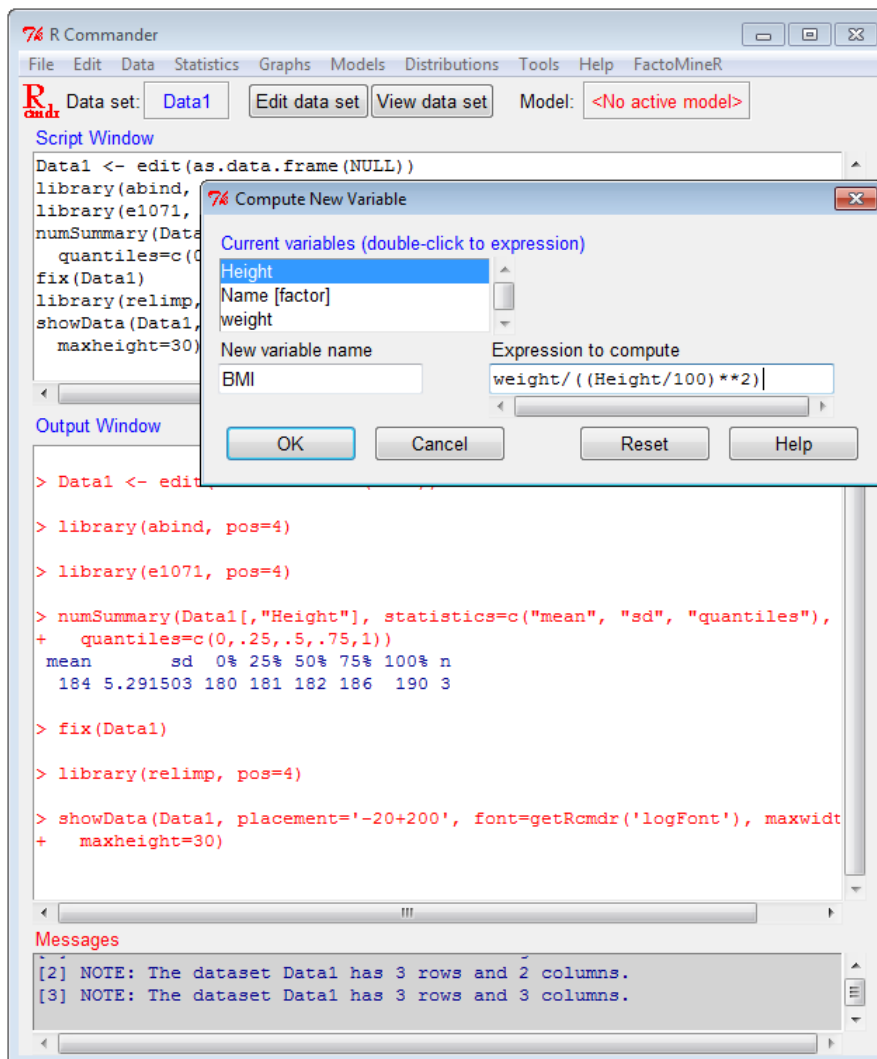 R Commander
File Edit Data Statistics Graphs Models Distributions Tools Help FactoMineR
R cmdr Data set: Data1 Edit data set View data set Model: <No active model>
Script Window
Data1 <- edit(as.data.frame(NULL))
library(abind,
library(e1071,
numSummary(Data
quantiles=c(0
fix(Data1)
library(relimp,
showData(Data1,
maxheight=30)
Compute New Variable
Current variables (double-click to expression)
Height
Name [factor]
weight
New variable name Expression to compute
BMI weight/((Height/100)**2)
OK Cancel Reset Help
Output Window
> Data1 <- edit(
> library(abind, pos=4)
> library(e1071, pos=4)
> numSummary(Data1[,"Height"], statistics=c("mean", "sd", "quantiles"),
+   quantiles=c(0,.25,.5,.75,1))
mean sd 0% 25% 50% 75% 100% n
184 5.291503 180 181 182 186 190 3
> fix(Data1)
> library(relimp, pos=4)
> showData(Data1, placement='-20+200', font=getRcmdr('logFont'), maxwidt
+   maxheight=30)
Messages
[2] NOTE: The dataset Data1 has 3 rows and 2 columns.
[3] NOTE: The dataset Data1 has 3 rows and 3 columns.